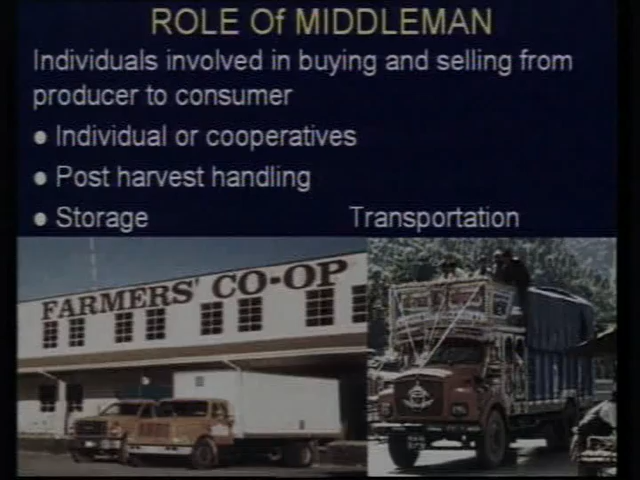 ROLE Of MIDDLEMAN
Individuals involved in buying and selling from
producer to consumer
● Individual or cooperatives
● Post harvest handling
● Storage Transportation
FARMERS' CO-OP